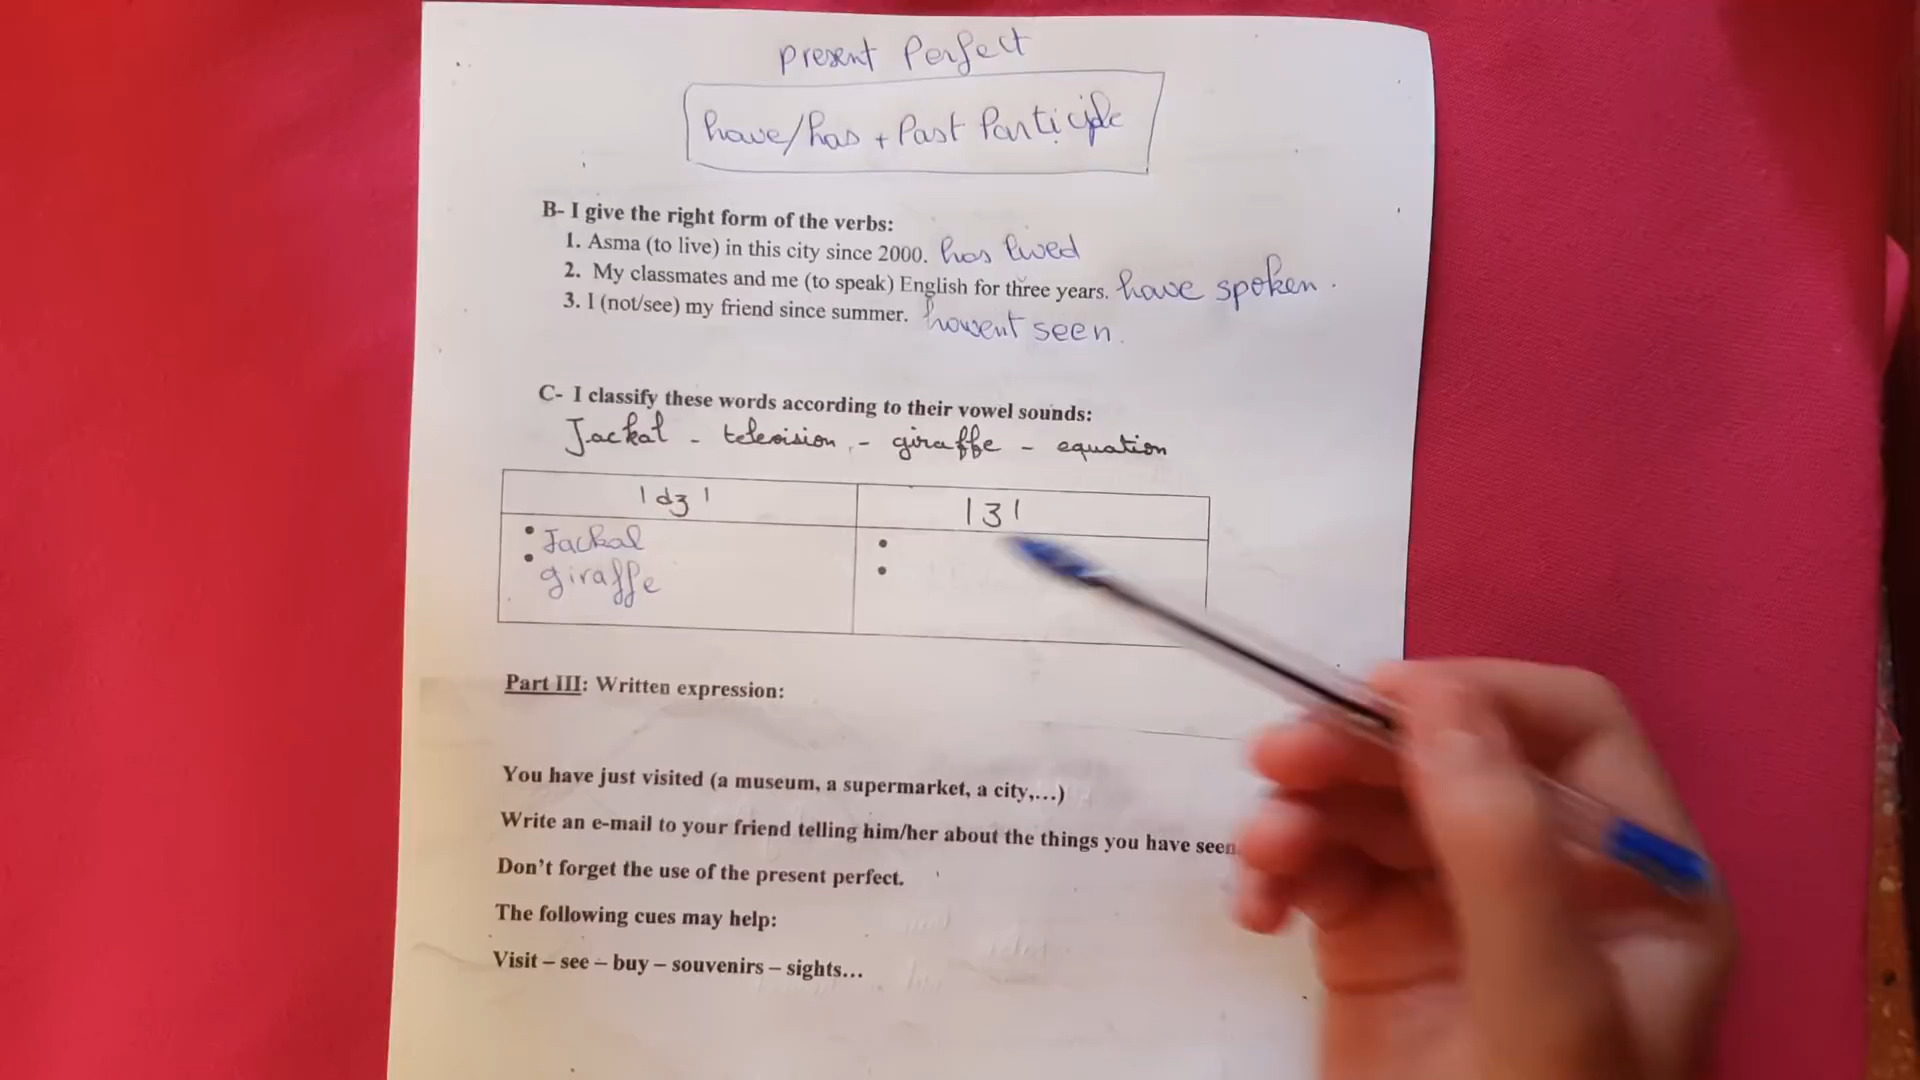 present Perfect
have/has + Past Participle
B- I give the right form of the verbs:
1. Asma (to live) in this city since 2000. has lived
2. My classmates and me (to speak) English for three years. have spoken.
3. I (not/see) my friend since summer. havent seen.
C- I classify these words according to their vowel sounds:
Jackal - television - giraffe - equation
|dʒ| |ʒ|
• Jackal •
• giraffe •
Part III: Written expression:
You have just visited (a museum, a supermarket, a city,…)
Write an e-mail to your friend telling him/her about the things you have seen
Don't forget the use of the present perfect.
The following cues may help:
Visit – see – buy – souvenirs – sights…